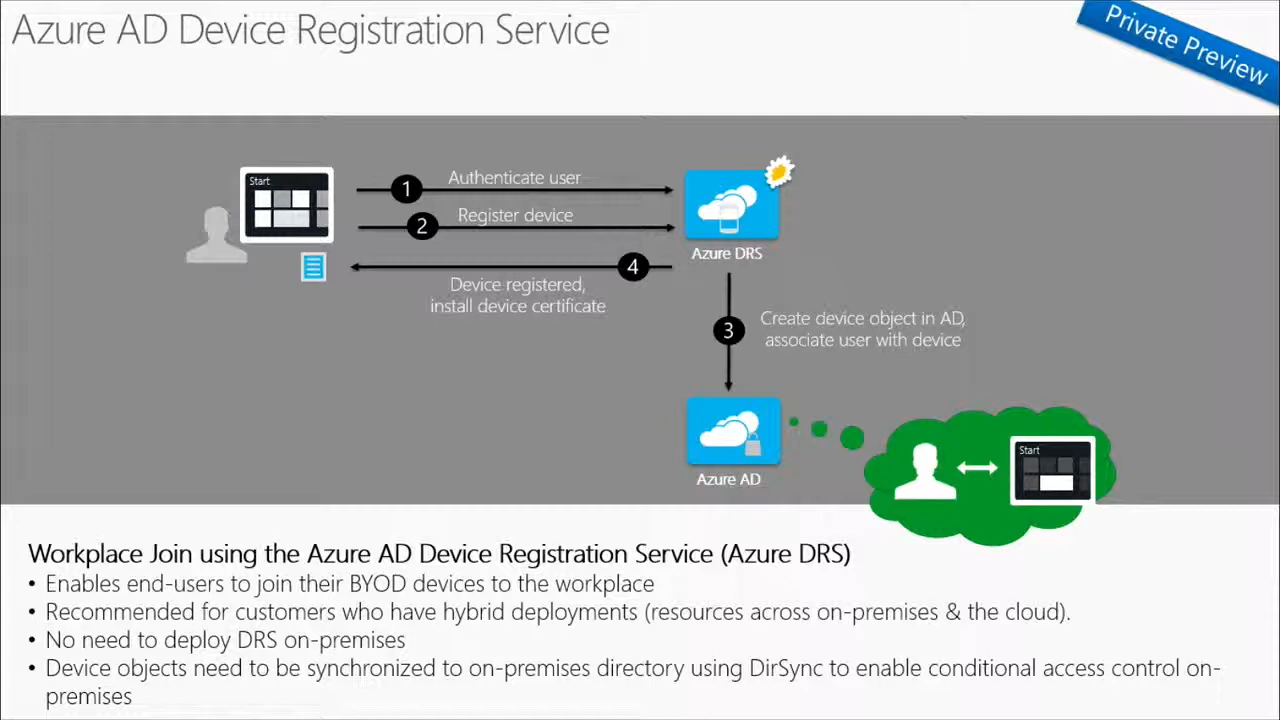 Azure AD Device Registration Service
Private Preview
Start
1
Authenticate user
2
Register device
Azure DRS
4
Device registered,
install device certificate
3
Create device object in AD,
associate user with device
Azure AD
Start
Workplace Join using the Azure AD Device Registration Service (Azure DRS)
• Enables end-users to join their BYOD devices to the workplace
• Recommended for customers who have hybrid deployments (resources across on-premises & the cloud).
• No need to deploy DRS on-premises
• Device objects need to be synchronized to on-premises directory using DirSync to enable conditional access control on-
premises